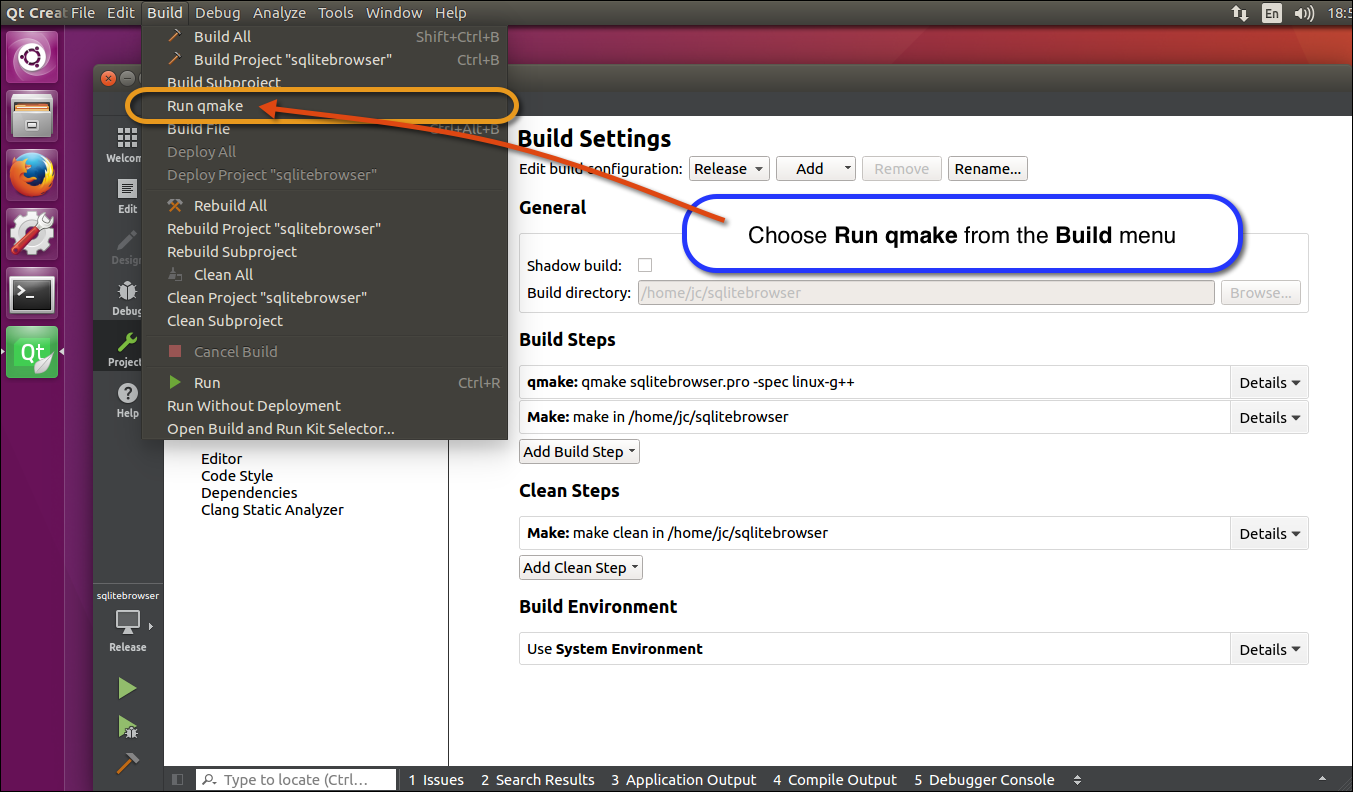 Qt Creat File Edit Build Debug Analyze Tools Window Help En 18:5
Build All Shift+Ctrl+B
Build Project "sqlitebrowser" Ctrl+B
Build Subproject
Run qmake
Build File Ctrl+Alt+B
Deploy All
Deploy Project "sqlitebrowser"
Rebuild All
Rebuild Project "sqlitebrowser"
Rebuild Subproject
Clean All
Clean Project "sqlitebrowser"
Clean Subproject
Cancel Build
Run Ctrl+R
Run Without Deployment
Open Build and Run Kit Selector...
Welcom
Edit
Design
Debug
Project
Help
Qt
Editor
Code Style
Dependencies
Clang Static Analyzer
Build Settings
Edit build configuration: Release Add Remove Rename...
General
Choose Run qmake from the Build menu
Shadow build:
Build directory: /home/jc/sqlitebrowser Browse...
Build Steps
qmake: qmake sqlitebrowser.pro -spec linux-g++ Details
Make: make in /home/jc/sqlitebrowser Details
Add Build Step
Clean Steps
Make: make clean in /home/jc/sqlitebrowser Details
Add Clean Step
Build Environment
Use System Environment Details
sqlitebrowser
Release
Type to locate (Ctrl... 1 Issues 2 Search Results 3 Application Output 4 Compile Output 5 Debugger Console